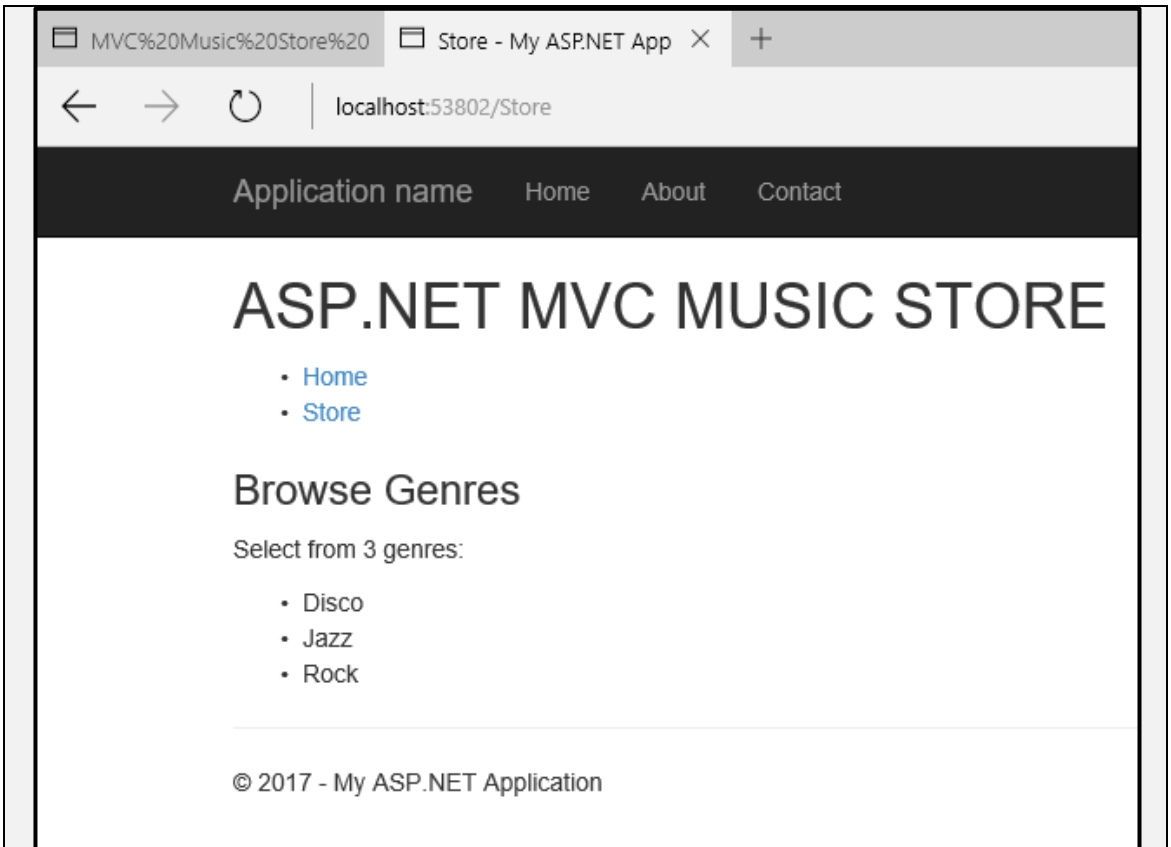 MVC%20Music%20Store%20 Store - My ASP.NET App
localhost:53802/Store
Application name Home About Contact
ASP.NET MVC MUSIC STORE
• Home
• Store
Browse Genres
Select from 3 genres:
• Disco
• Jazz
• Rock
© 2017 - My ASP.NET Application